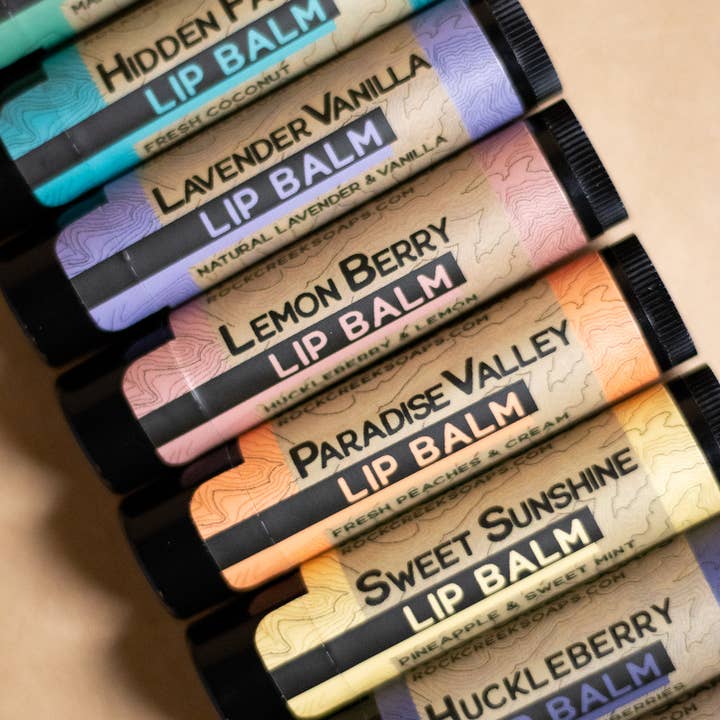 HIDDEN
LIP BALM
FRESH COCONUT
LAVENDER VANILLA
LIP BALM
NATURAL LAVENDER & VANILLA
ROCKCREEKSOAPS.COM
LEMON BERRY
LIP BALM
HUCKLEBERRY & LEMON
ROCKCREEKSOAPS.COM
PARADISE VALLEY
LIP BALM
FRESH PEACHES & CREAM
ROCKCREEKSOAPS.COM
SWEET SUNSHINE
LIP BALM
PINEAPPLE & SWEET MINT
ROCKCREEKSOAPS.COM
HUCKLEBERRY
LIP BALM